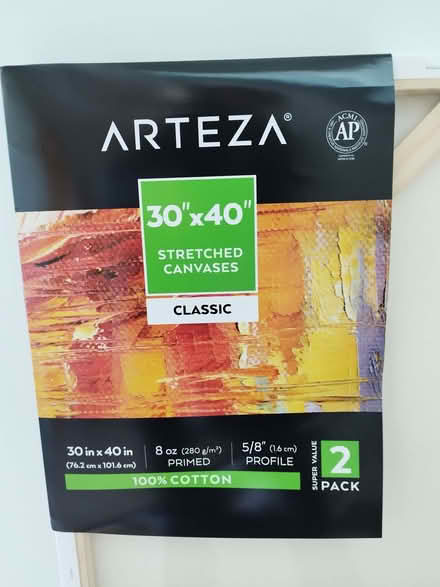 ARTEZA®
ACMI
AP
30"x40"
STRETCHED
CANVASES
CLASSIC
30 in x 40 in
(76.2 cm x 101.6 cm)
8 oz (280 g/m²)
PRIMED
5/8" (1.6 cm)
PROFILE
100% COTTON
SUPER VALUE
2
PACK